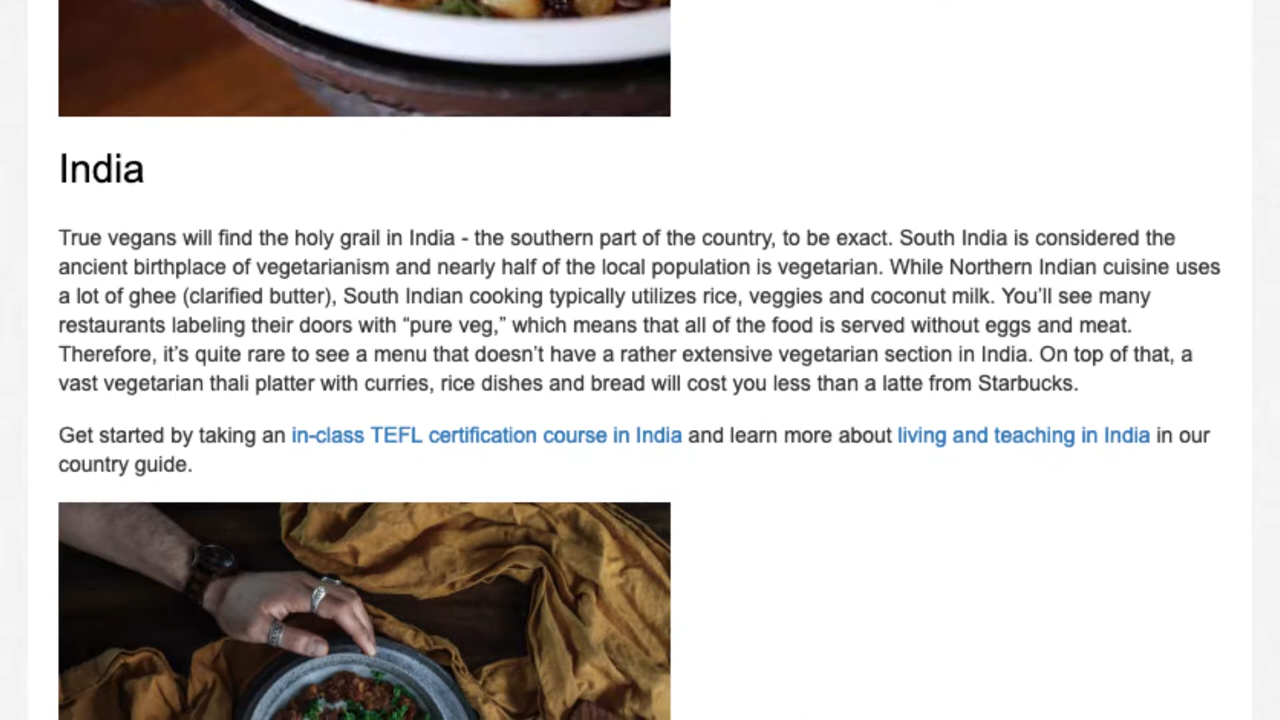 India
True vegans will find the holy grail in India - the southern part of the country, to be exact. South India is considered the
ancient birthplace of vegetarianism and nearly half of the local population is vegetarian. While Northern Indian cuisine uses
a lot of ghee (clarified butter), South Indian cooking typically utilizes rice, veggies and coconut milk. You’ll see many
restaurants labeling their doors with “pure veg,” which means that all of the food is served without eggs and meat.
Therefore, it’s quite rare to see a menu that doesn’t have a rather extensive vegetarian section in India. On top of that, a
vast vegetarian thali platter with curries, rice dishes and bread will cost you less than a latte from Starbucks.
Get started by taking an in-class TEFL certification course in India and learn more about living and teaching in India in our
country guide.